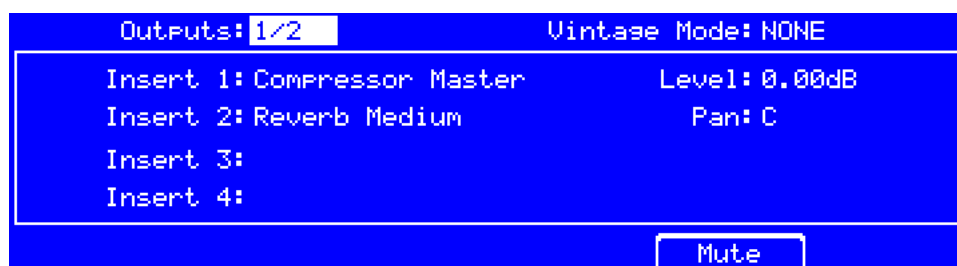 Outputs: 1/2 Vintage Mode: NONE
Insert 1: Compressor Master Level: 0.00dB
Insert 2: Reverb Medium Pan: C
Insert 3:
Insert 4:
Mute